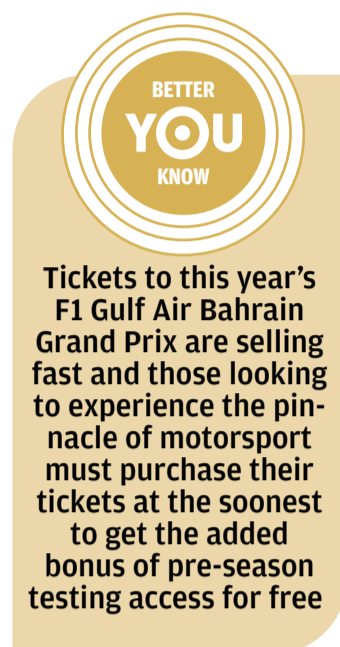 BETTER
YOU
KNOW
Tickets to this year's
F1 Gulf Air Bahrain
Grand Prix are selling
fast and those looking
to experience the pin-
nacle of motorsport
must purchase their
tickets at the soonest
to get the added
bonus of pre-season
testing access for free